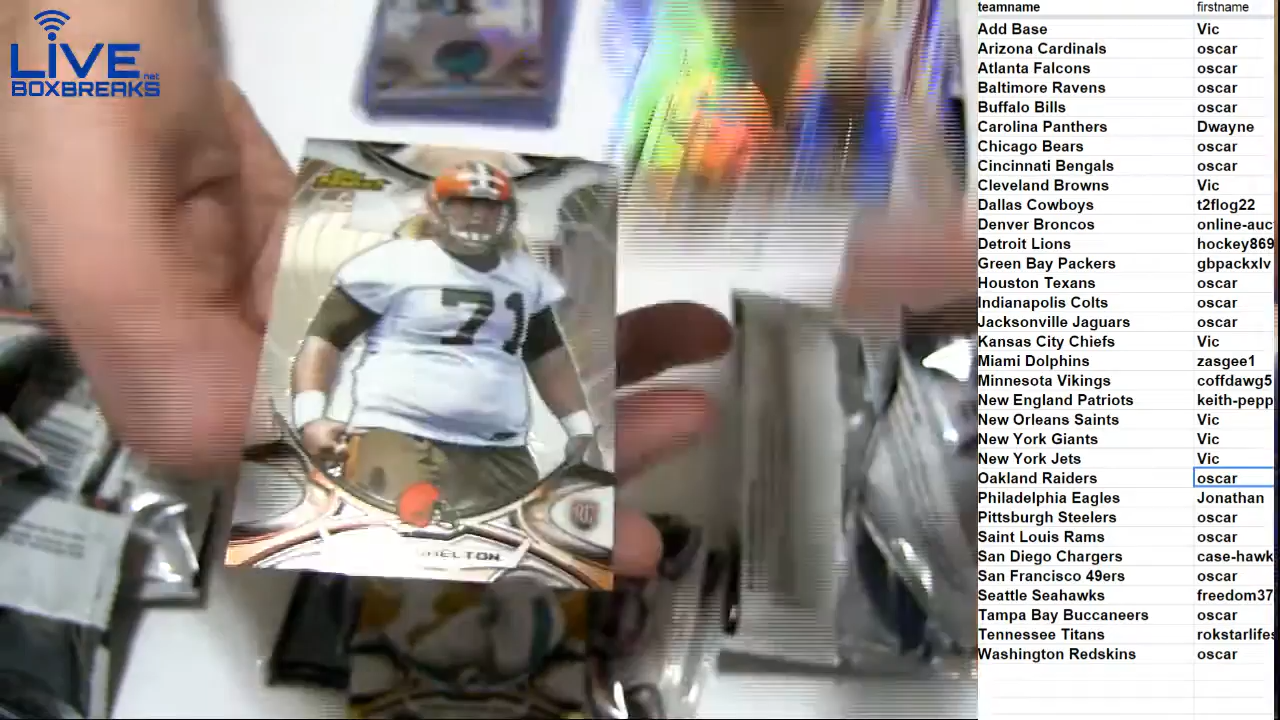 LIVE.net
BOXBREAKS
71
SHELTON
teamname firstname
Add Base Vic
Arizona Cardinals oscar
Atlanta Falcons oscar
Baltimore Ravens oscar
Buffalo Bills oscar
Carolina Panthers Dwayne
Chicago Bears oscar
Cincinnati Bengals oscar
Cleveland Browns Vic
Dallas Cowboys t2flog22
Denver Broncos online-auc
Detroit Lions hockey869
Green Bay Packers gbpackxlv
Houston Texans oscar
Indianapolis Colts oscar
Jacksonville Jaguars oscar
Kansas City Chiefs Vic
Miami Dolphins zasgee1
Minnesota Vikings coffdawg5
New England Patriots keith-pepp
New Orleans Saints Vic
New York Giants Vic
New York Jets Vic
Oakland Raiders oscar
Philadelphia Eagles Jonathan
Pittsburgh Steelers oscar
Saint Louis Rams oscar
San Diego Chargers case-hawk
San Francisco 49ers oscar
Seattle Seahawks freedom37
Tampa Bay Buccaneers oscar
Tennessee Titans rokstarlifes
Washington Redskins oscar